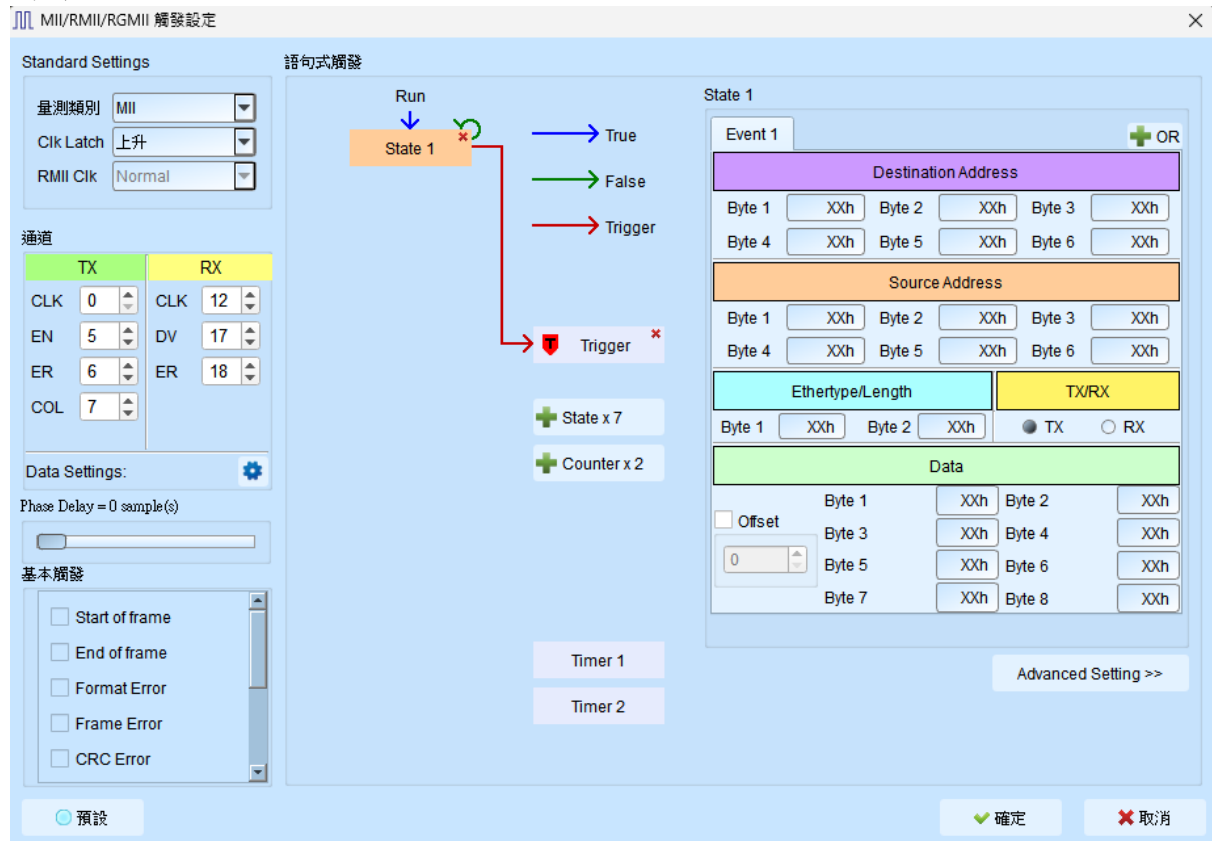 MII/RMII/RGMII 觸發設定
Standard Settings
量測類別 MII
Clk Latch 上升
RMII Clk Normal
通道
TX RX
CLK 0 CLK 12
EN 5 DV 17
ER 6 ER 18
COL 7
Data Settings:
Phase Delay = 0 sample(s)
基本觸發
Start of frame
End of frame
Format Error
Frame Error
CRC Error
預設
語句式觸發
Run
State 1
True
False
Trigger
T Trigger
State x 7
Counter x 2
Timer 1
Timer 2
State 1
Event 1 OR
Destination Address
Byte 1 XXh Byte 2 XXh Byte 3 XXh
Byte 4 XXh Byte 5 XXh Byte 6 XXh
Source Address
Byte 1 XXh Byte 2 XXh Byte 3 XXh
Byte 4 XXh Byte 5 XXh Byte 6 XXh
Ethertype/Length TX/RX
Byte 1 XXh Byte 2 XXh TX RX
Data
Offset
0
Byte 1 XXh Byte 2 XXh
Byte 3 XXh Byte 4 XXh
Byte 5 XXh Byte 6 XXh
Byte 7 XXh Byte 8 XXh
Advanced Setting >>
確定 取消